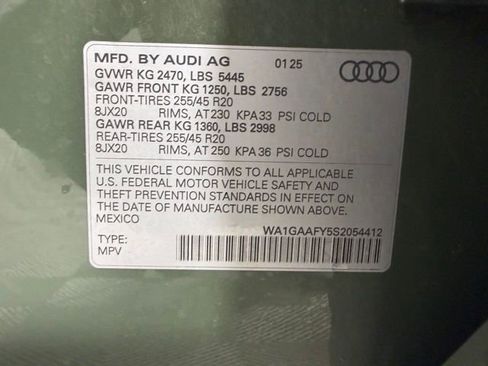 MFD. BY AUDI AG 01 25
GVWR KG 2470, LBS 5445
GAWR FRONT KG 1250, LBS 2756
FRONT-TIRES 255/45 R20
8JX20 RIMS, AT 230 KPA 33 PSI COLD
GAWR REAR KG 1360, LBS 2998
REAR-TIRES 255/45 R20
8JX20 RIMS, AT 250 KPA 36 PSI COLD
THIS VEHICLE CONFORMS TO ALL APPLICABLE
U.S. FEDERAL MOTOR VEHICLE SAFETY AND
THEFT PREVENTION STANDARDS IN EFFECT ON
THE DATE OF MANUFACTURE SHOWN ABOVE.
MEXICO
WA1GAAFY5S2054412
TYPE:
MPV